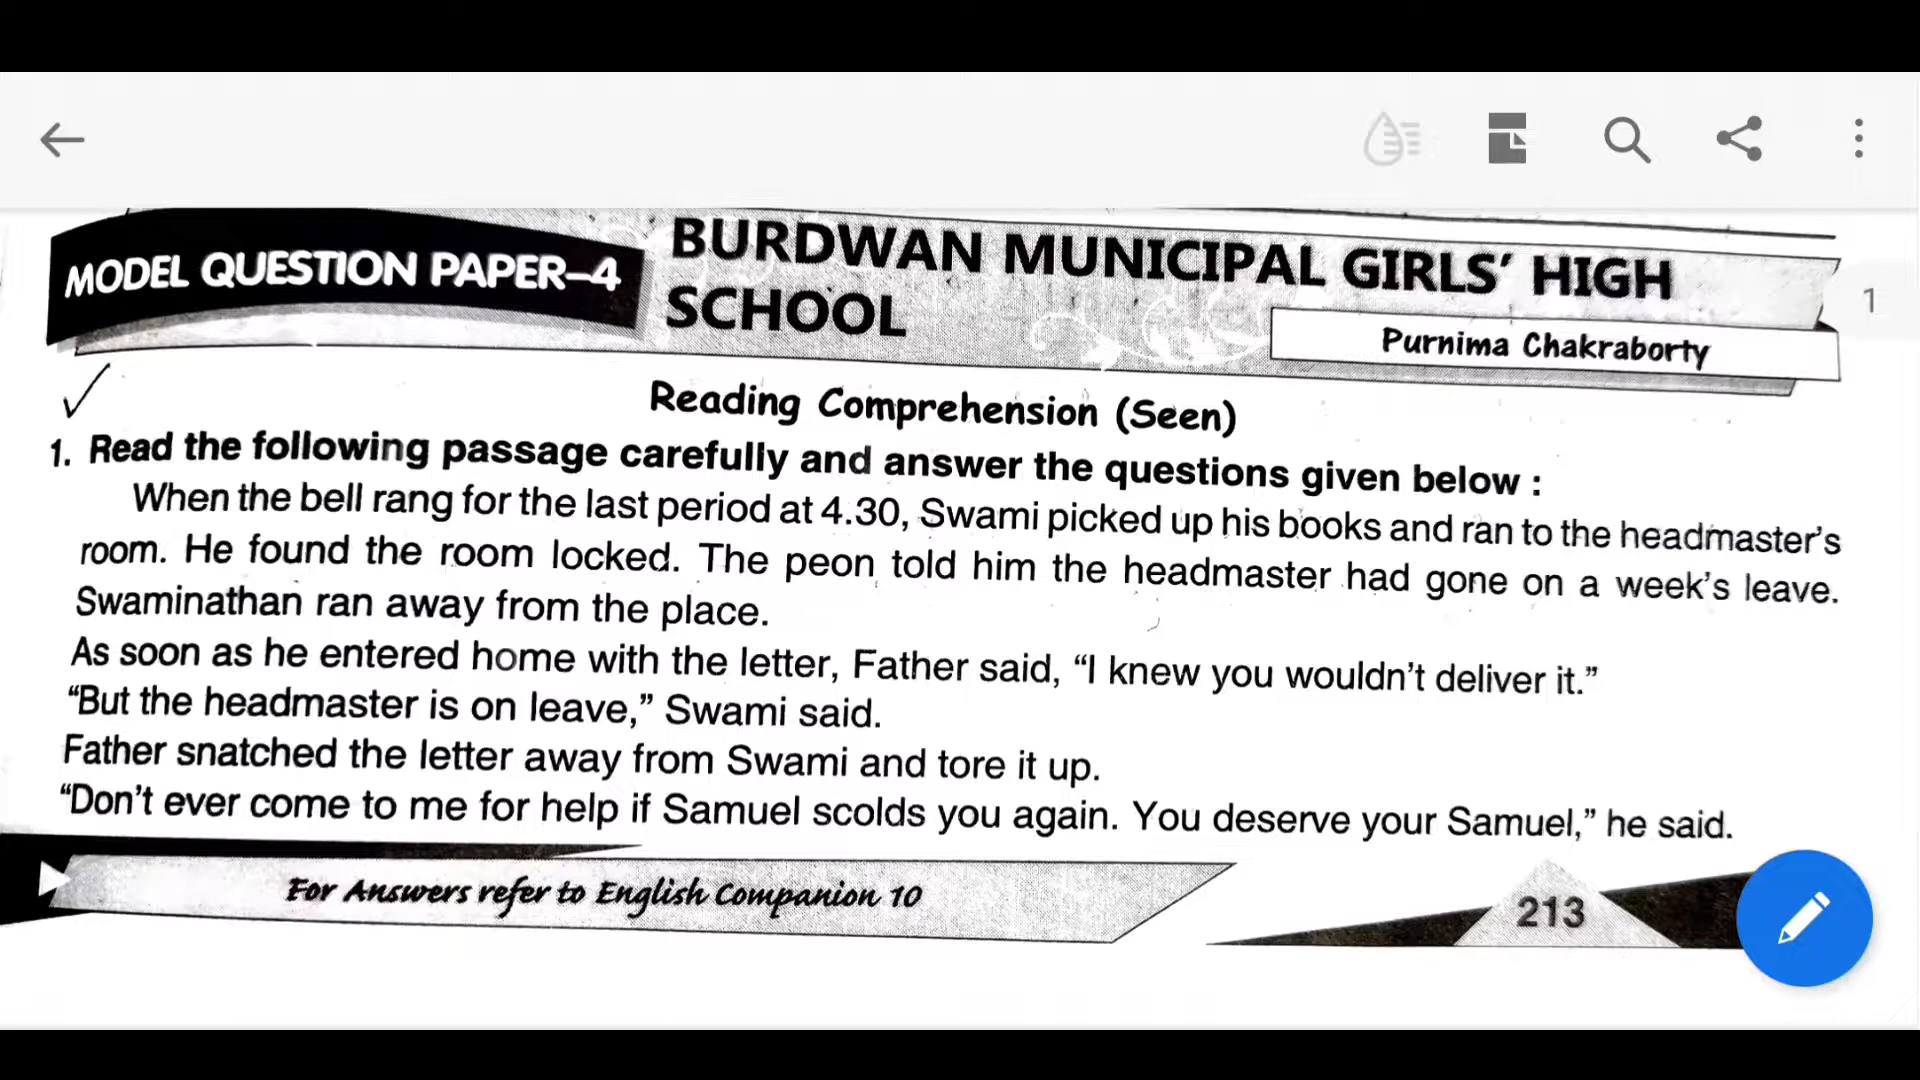 MODEL QUESTION PAPER–4
BURDWAN MUNICIPAL GIRLS’ HIGH
SCHOOL
1
Purnima Chakraborty
Reading Comprehension (Seen)
1. Read the following passage carefully and answer the questions given below :
When the bell rang for the last period at 4.30, Swami picked up his books and ran to the headmaster’s
room. He found the room locked. The peon told him the headmaster had gone on a week’s leave.
Swaminathan ran away from the place.
As soon as he entered home with the letter, Father said, “I knew you wouldn’t deliver it.”
“But the headmaster is on leave,” Swami said.
Father snatched the letter away from Swami and tore it up.
“Don’t ever come to me for help if Samuel scolds you again. You deserve your Samuel,” he said.
For Answers refer to English Companion 10
213